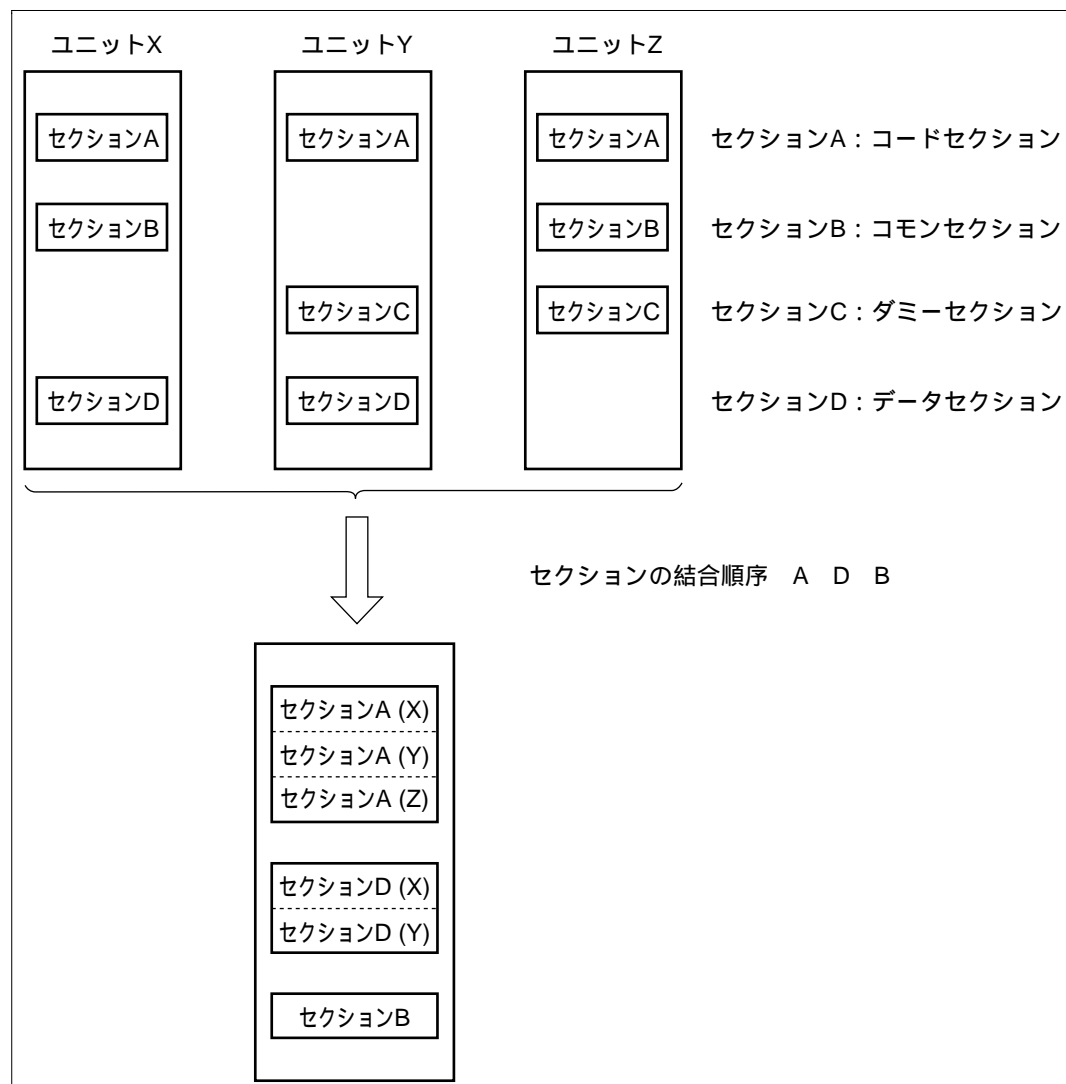 ユニットX ユニットY ユニットZ
セクションA セクションA セクションA セクションA：コードセクション
セクションB セクションB セクションB：コモンセクション
セクションC セクションC セクションC：ダミーセクション
セクションD セクションD セクションD：データセクション
セクションの結合順序 A D B
セクションA (X)
セクションA (Y)
セクションA (Z)
セクションD (X)
セクションD (Y)
セクションB